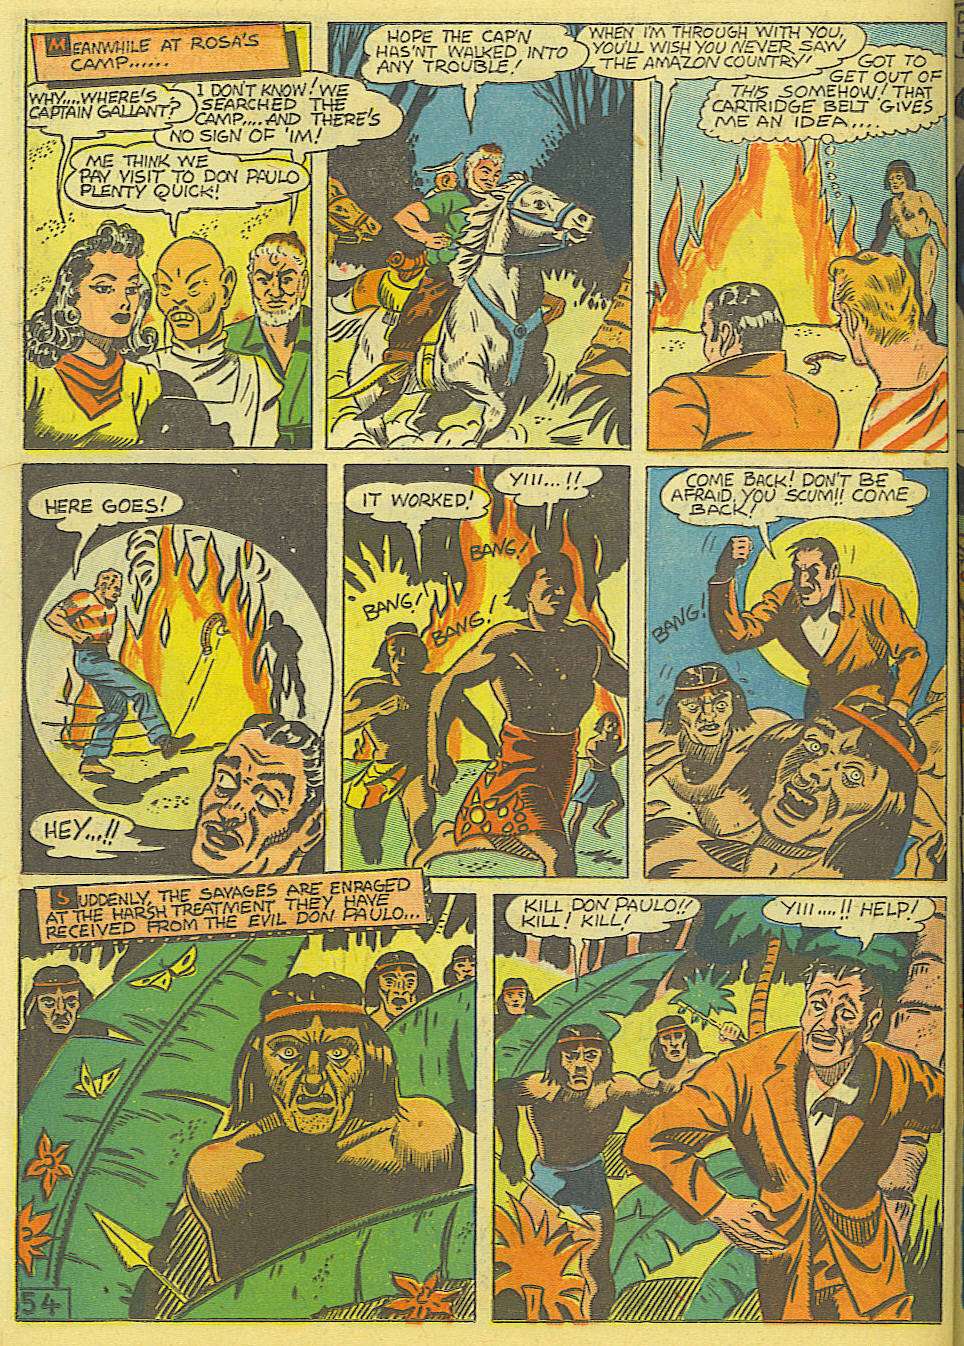 MEANWHILE AT ROSA'S
CAMP......
WHY....WHERE'S
CAPTAIN GALLANT?
I DON'T KNOW! WE
SEARCHED THE
CAMP....AND THERE'S
NO SIGN OF 'IM!
ME THINK WE
PAY VISIT TO DON PAULO
PLENTY QUICK!
HOPE THE CAP'N
HAS'NT WALKED INTO
ANY TROUBLE!
WHEN I'M THROUGH WITH YOU,
YOU'LL WISH YOU NEVER SAW
THE AMAZON COUNTRY!
GOT TO
GET OUT OF
THIS SOMEHOW! THAT
CARTRIDGE BELT GIVES
ME AN IDEA....
HERE GOES!
HEY...!!
IT WORKED!
YIII...!!
BANG!
BANG!
BANG!
COME BACK! DON'T BE
AFRAID, YOU SCUM!! COME
BACK!
BANG!
SUDDENLY, THE SAVAGES ARE ENRAGED
AT THE HARSH TREATMENT THEY HAVE
RECEIVED FROM THE EVIL DON PAULO...
KILL DON PAULO!!
KILL! KILL!
YIII....!! HELP!
54